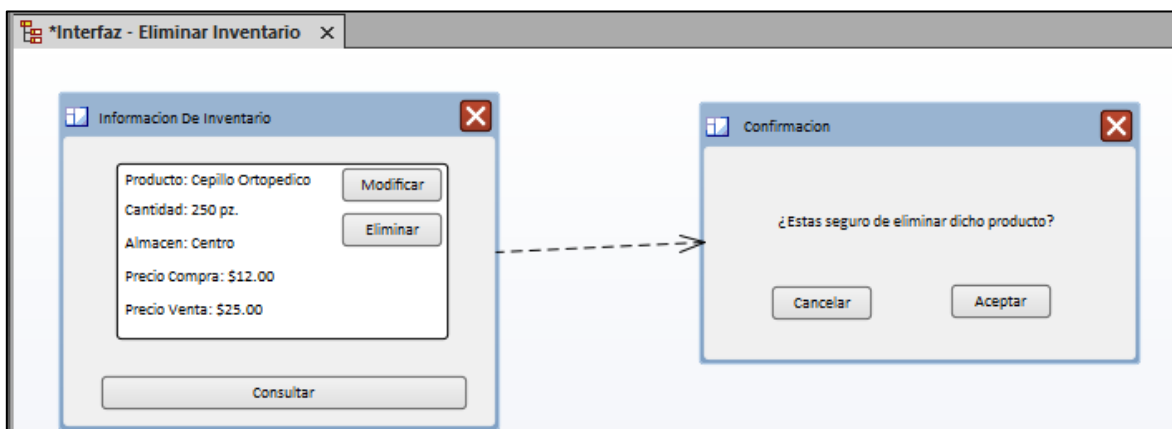 *Interfaz - Eliminar Inventario X
Informacion De Inventario
Producto: Cepillo Ortopedico
Modificar
Cantidad: 250 pz.
Eliminar
Almacen: Centro
Precio Compra: $12.00
Precio Venta: $25.00
Consultar
Confirmacion
¿Estas seguro de eliminar dicho producto?
Cancelar
Aceptar